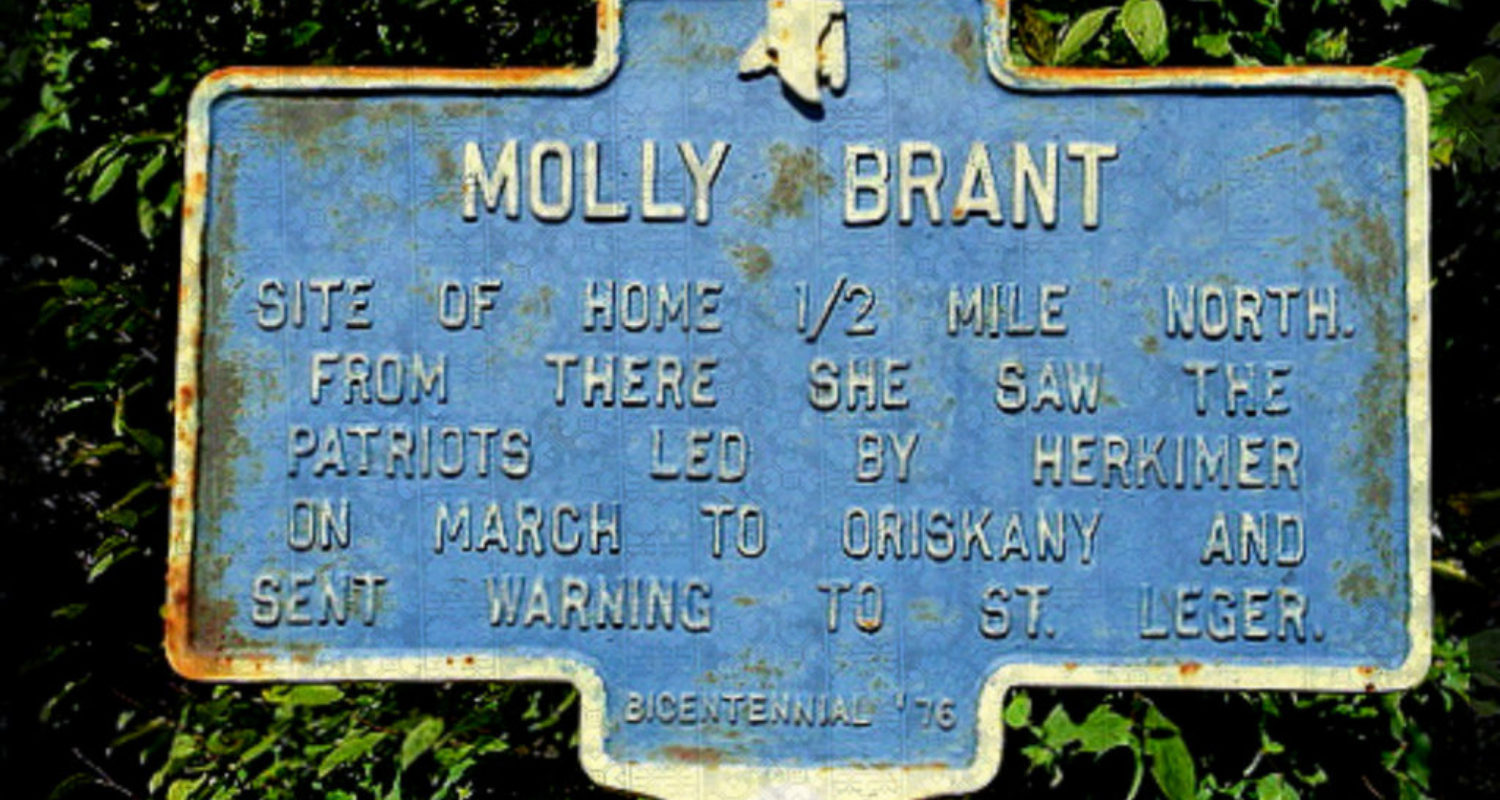 MOLLY BRANT
SITE OF HOME 1/2 MILE NORTH.
FROM THERE SHE SAW THE
PATRIOTS LED BY HERKIMER
ON MARCH TO ORISKANY AND
SENT WARNING TO ST. LEGER.
BICENTENNIAL '76